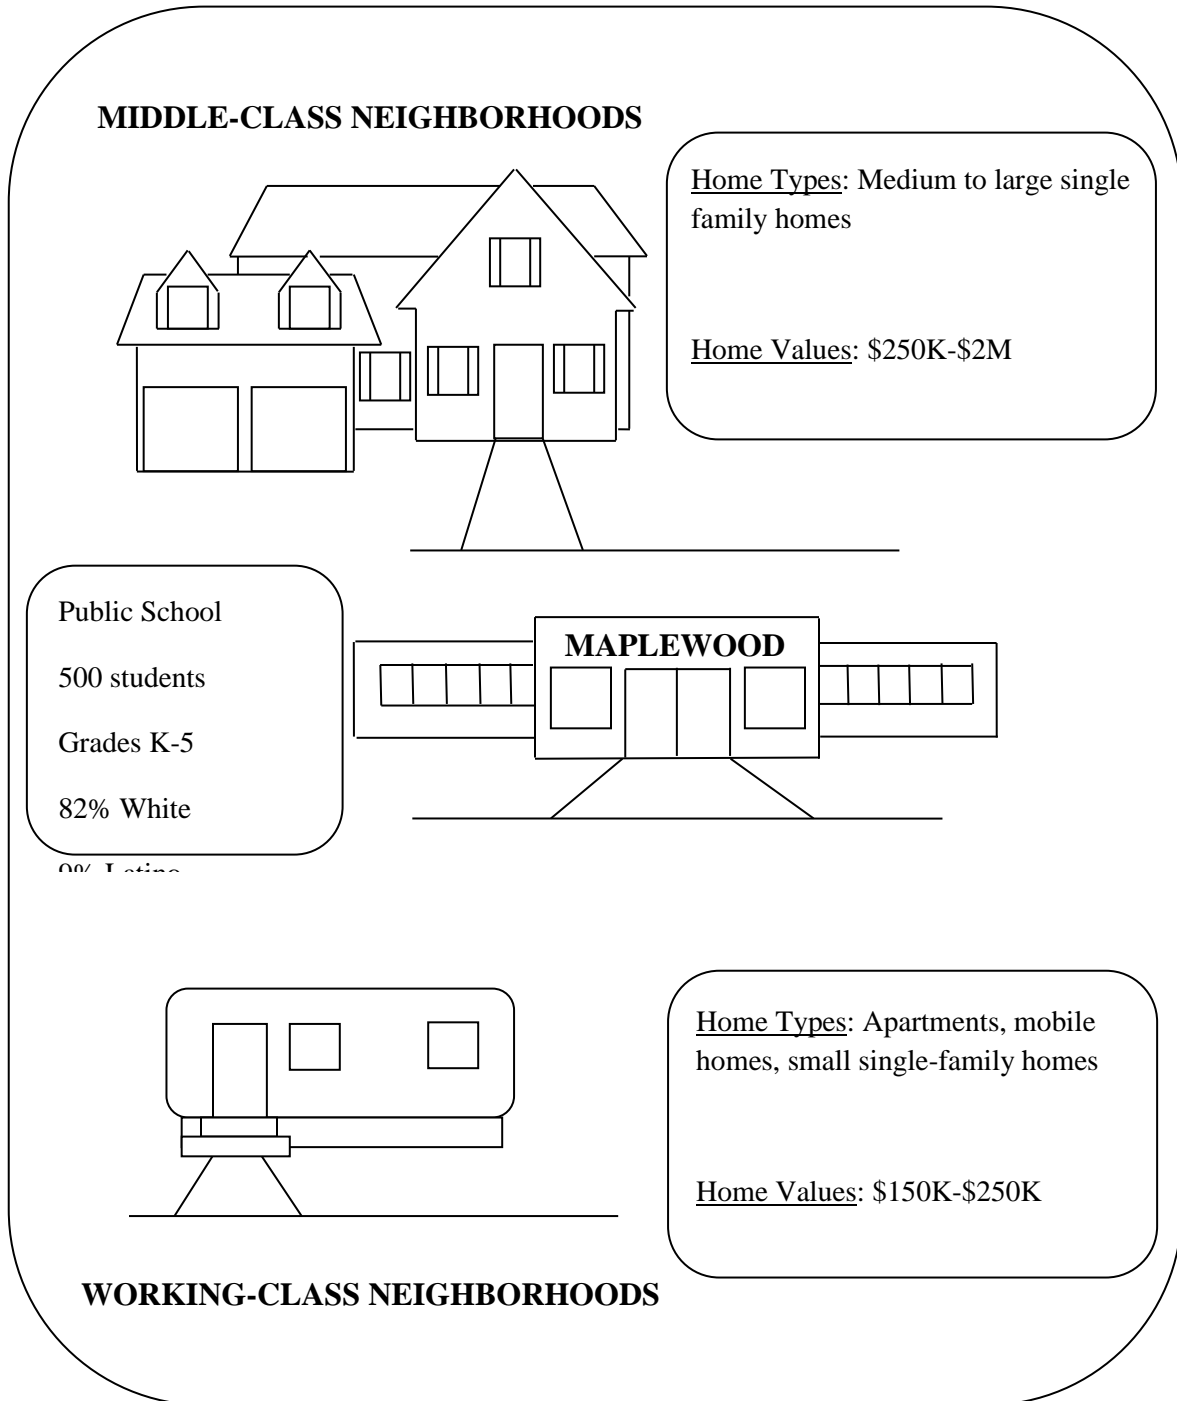 MIDDLE-CLASS NEIGHBORHOODS
Home Types: Medium to large single
family homes
Home Values: $250K-$2M
Public School
500 students
Grades K-5
82% White
9% Latino
MAPLEWOOD
Home Types: Apartments, mobile
homes, small single-family homes
Home Values: $150K-$250K
WORKING-CLASS NEIGHBORHOODS